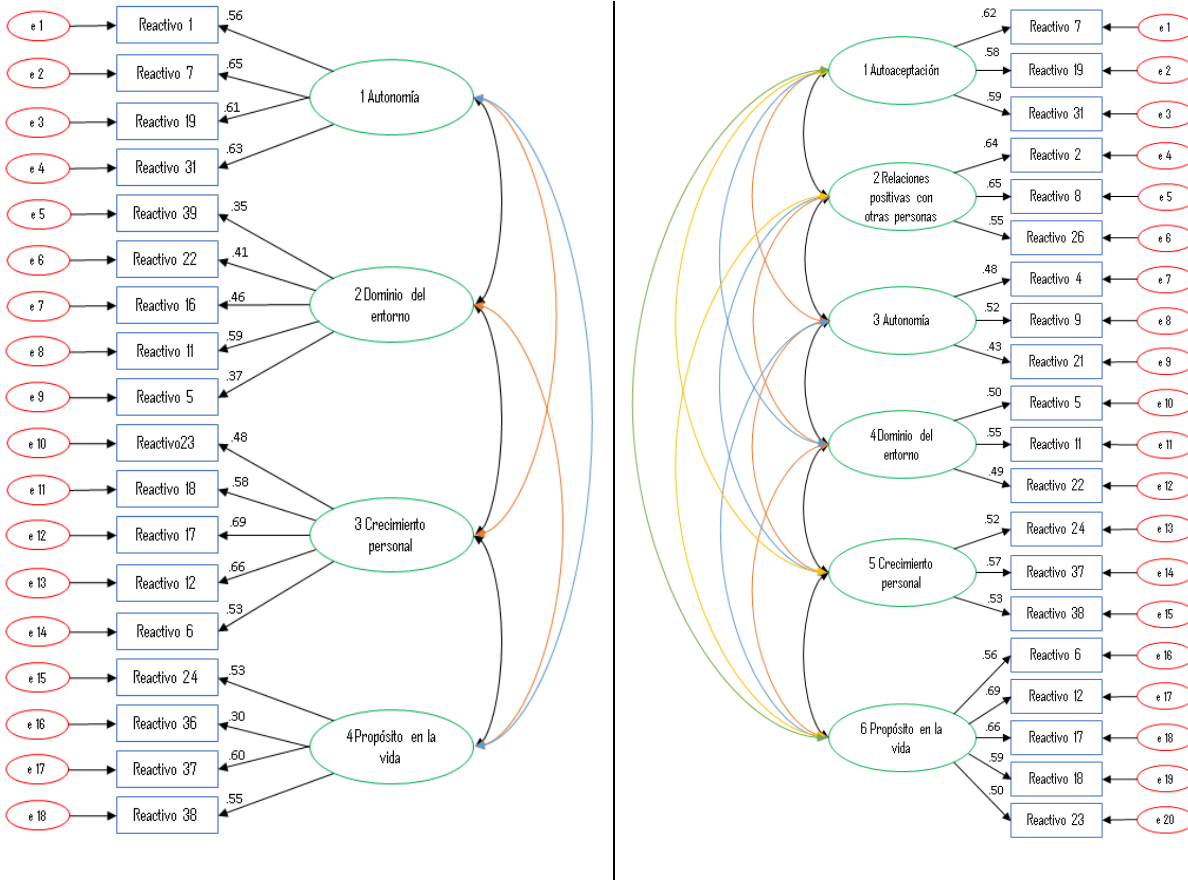 e 1
Reactivo 1
.56
e 2
Reactivo 7
.65
e 3
Reactivo 19
.61
e 4
Reactivo 31
.63
1 Autonomía
e 5
Reactivo 39
.35
e 6
Reactivo 22
.41
e 7
Reactivo 16
.46
e 8
Reactivo 11
.59
e 9
Reactivo 5
.37
2 Dominio del
entorno
e 10
Reactivo23
.48
e 11
Reactivo 18
.58
e 12
Reactivo 17
.69
e 13
Reactivo 12
.66
e 14
Reactivo 6
.53
3 Crecimiento
personal
e 15
Reactivo 24
.53
e 16
Reactivo 36
.30
e 17
Reactivo 37
.60
e 18
Reactivo 38
.55
4 Propósito en la
vida
1 Autoaceptación
.62
Reactivo 7
e 1
.58
Reactivo 19
e 2
.59
Reactivo 31
e 3
2 Relaciones
positivas con
otras personas
.64
Reactivo 2
e 4
.65
Reactivo 8
e 5
.55
Reactivo 26
e 6
3 Autonomía
.48
Reactivo 4
e 7
.52
Reactivo 9
e 8
.43
Reactivo 21
e 9
4 Dominio del
entorno
.50
Reactivo 5
e 10
.55
Reactivo 11
e 11
.49
Reactivo 22
e 12
5 Crecimiento
personal
.52
Reactivo 24
e 13
.57
Reactivo 37
e 14
.53
Reactivo 38
e 15
6 Propósito en la
vida
.56
Reactivo 6
e 16
.69
Reactivo 12
e 17
.66
Reactivo 17
e 18
.59
Reactivo 18
e 19
.50
Reactivo 23
e 20